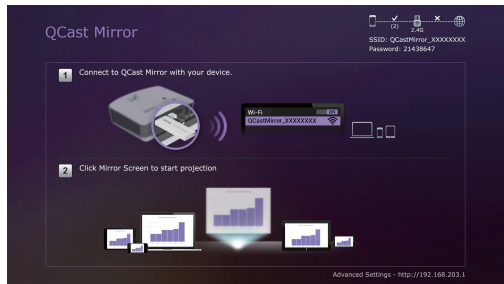 QCast Mirror
(2)
2.4G
SSID: QCastMirror_XXXXXXXX
Password: 21438647
1 Connect to QCast Mirror with your device.
Wi-Fi ON
QCastMirror_XXXXXXXX
2 Click Mirror Screen to start projection
Advanced Settings - http://192.168.203.1